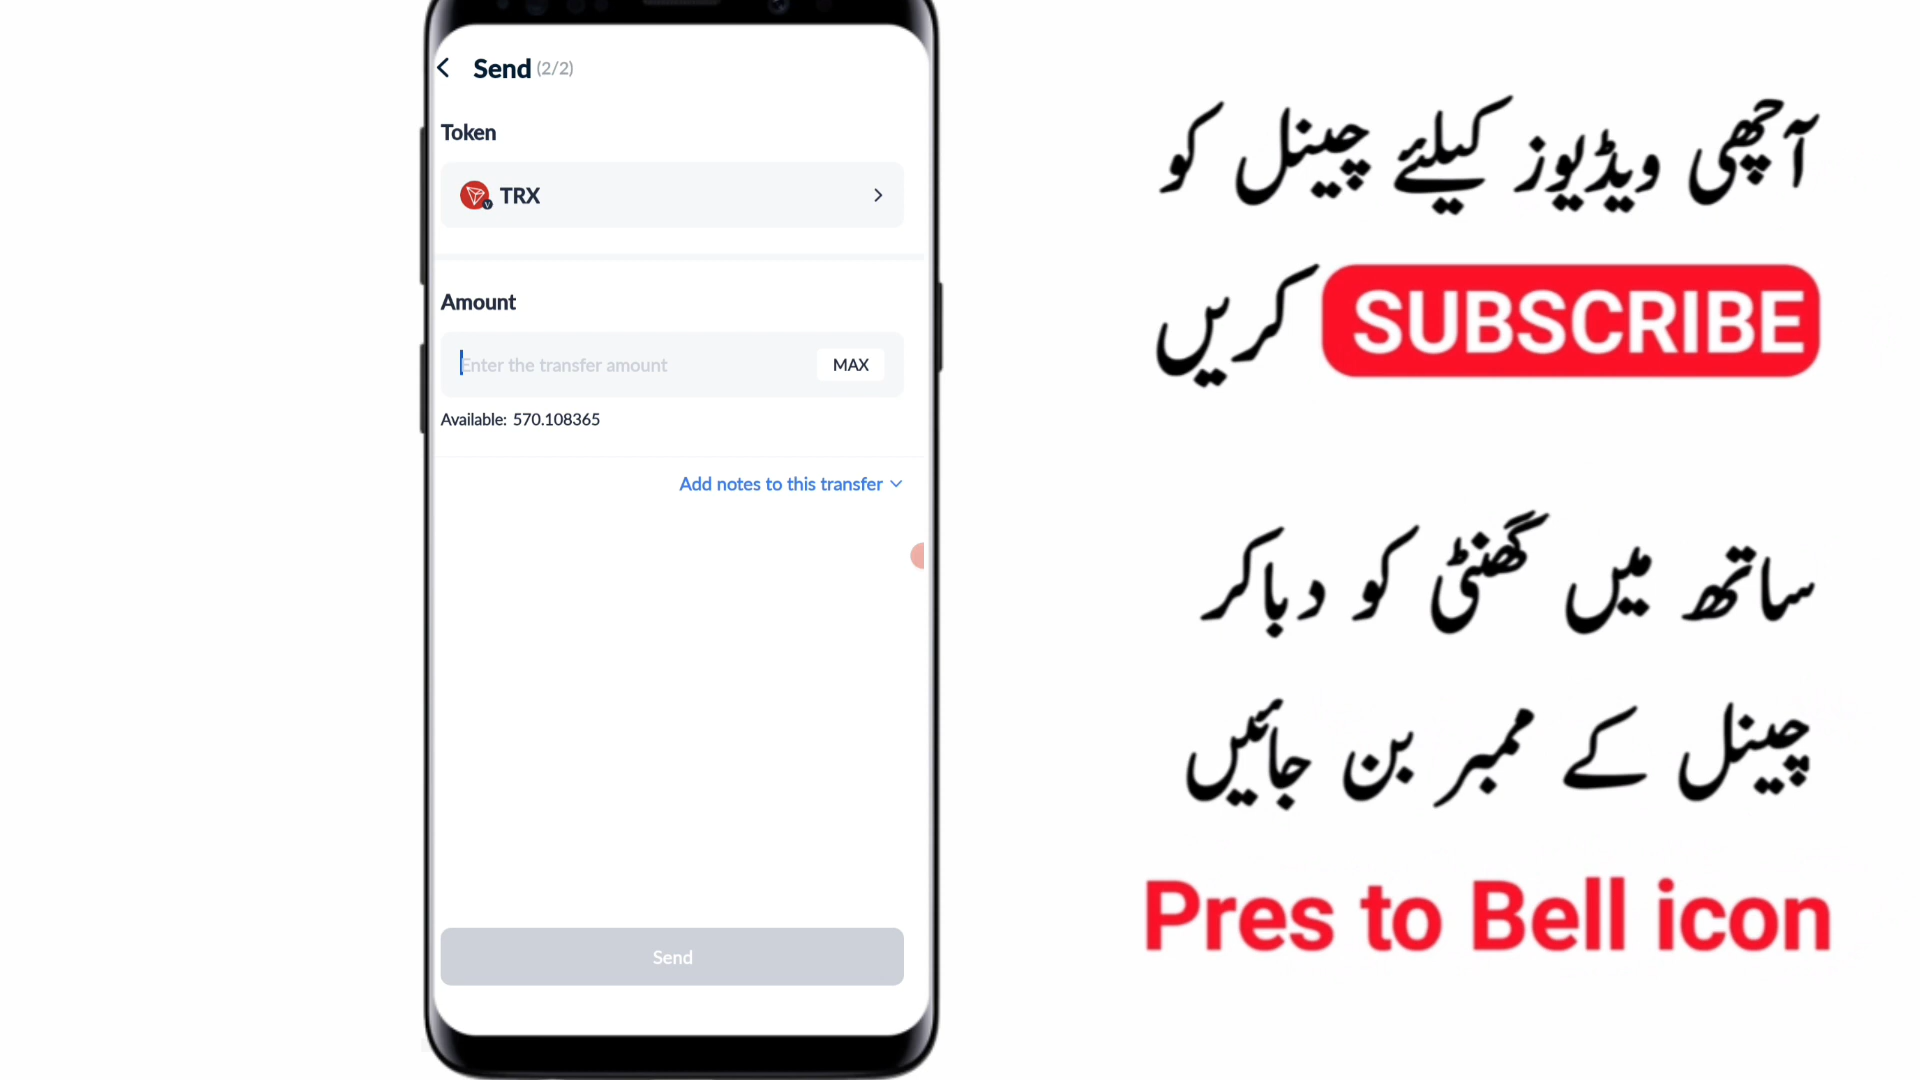 Send (2/2)
Token
TRX
Amount
Enter the transfer amount
MAX
Available: 570.108365
Add notes to this transfer
Send
آچھی ویڈیوز کیلئے چینل کو
SUBSCRIBE کریں
ساتھ میں گھنٹی کو دباکر
چینل کے ممبر بن جائیں
Pres to Bell icon